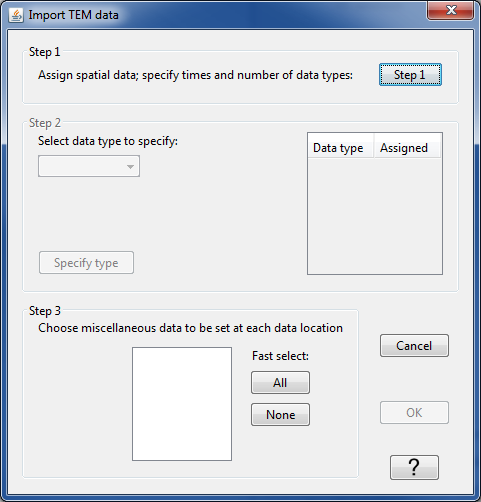 Import TEM data
Step 1
Assign spatial data; specify times and number of data types:
Step 1
Step 2
Select data type to specify:
Data type Assigned
Specify type
Step 3
Choose miscellaneous data to be set at each data location
Fast select:
All
None
Cancel
OK
?